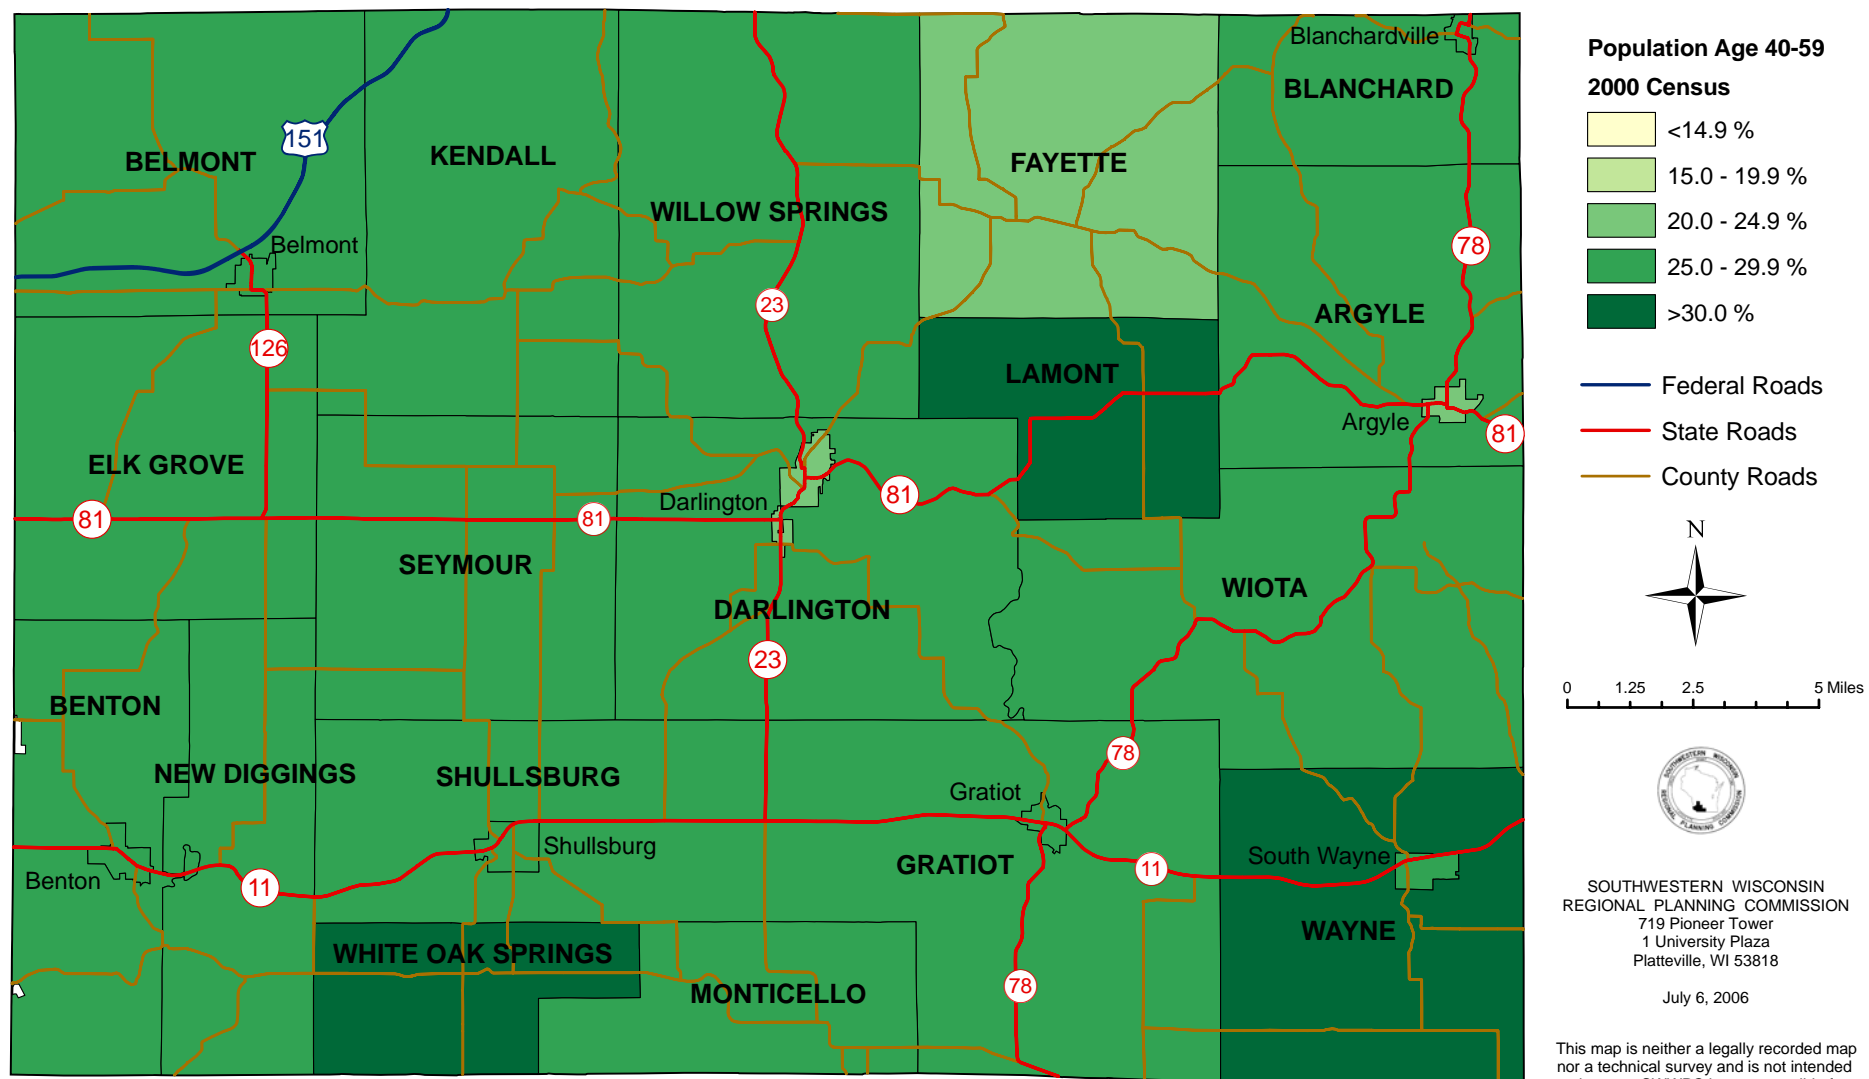 Blanchardville
BLANCHARD
151
BELMONT
KENDALL
FAYETTE
WILLOW SPRINGS
Belmont
78
23
ARGYLE
126
LAMONT
Argyle
81
ELK GROVE
Darlington
81
81
81
SEYMOUR
WIOTA
DARLINGTON
23
BENTON
78
NEW DIGGINGS
SHULLSBURG
Gratiot
Shullsburg
South Wayne
GRATIOT
11
Benton
11
WAYNE
WHITE OAK SPRINGS
MONTICELLO
78
Population Age 40-59
2000 Census
<14.9 %
15.0 - 19.9 %
20.0 - 24.9 %
25.0 - 29.9 %
>30.0 %
Federal Roads
State Roads
County Roads
N
0 1.25 2.5 5 Miles
SOUTHWESTERN WISCONSIN
REGIONAL PLANNING COMMISSION
SOUTHWESTERN WISCONSIN
REGIONAL PLANNING COMMISSION
719 Pioneer Tower
1 University Plaza
Platteville, WI 53818
July 6, 2006
This map is neither a legally recorded map
nor a technical survey and is not intended